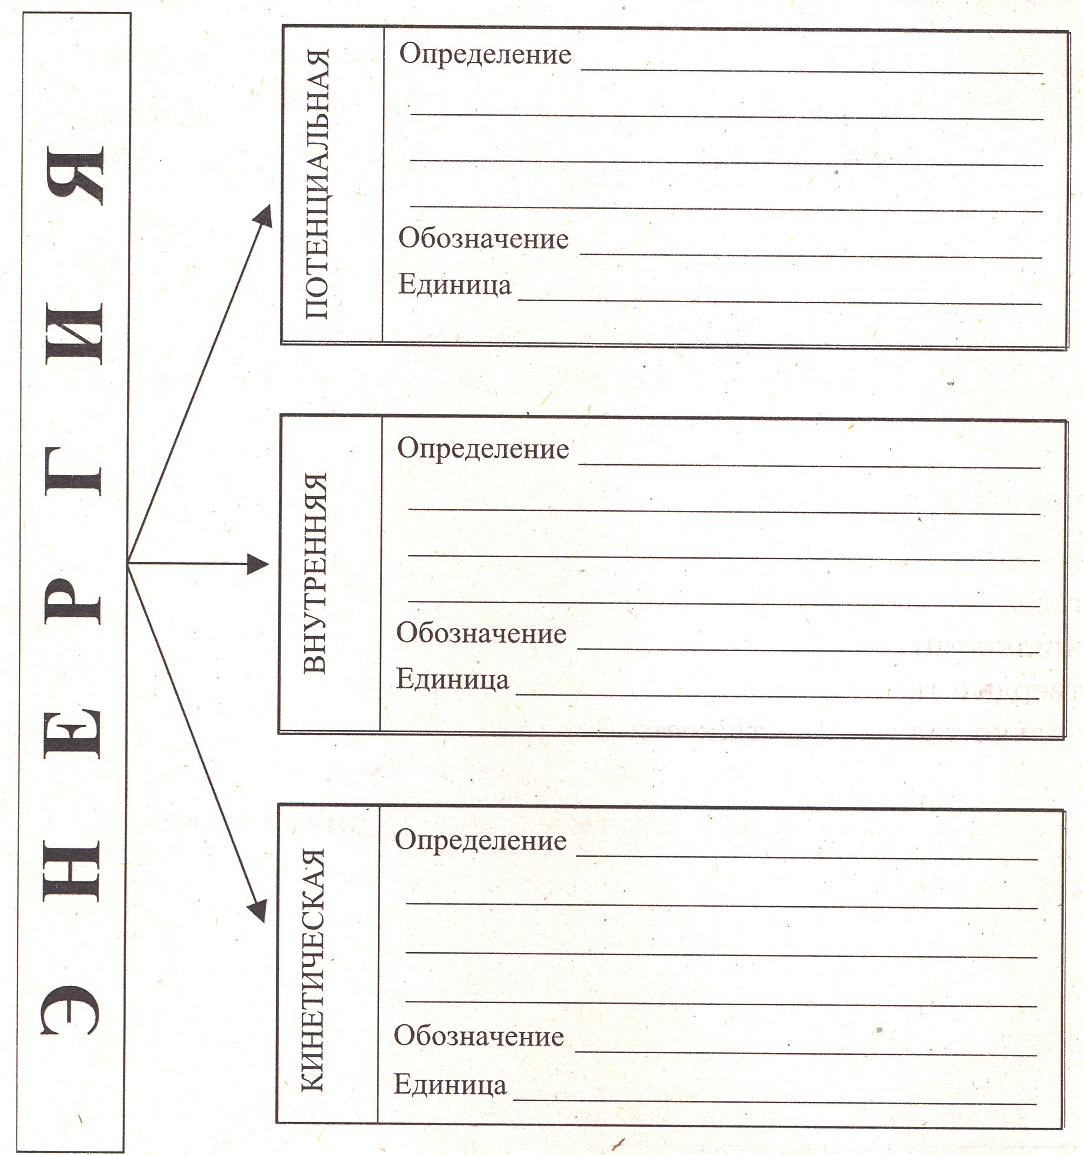 ЭНЕРГИЯ
ПОТЕНЦИАЛЬНАЯ
Определение
Обозначение
Единица
ВНУТРЕННЯЯ
Определение
Обозначение
Единица
КИНЕТИЧЕСКАЯ
Определение
Обозначение
Единица